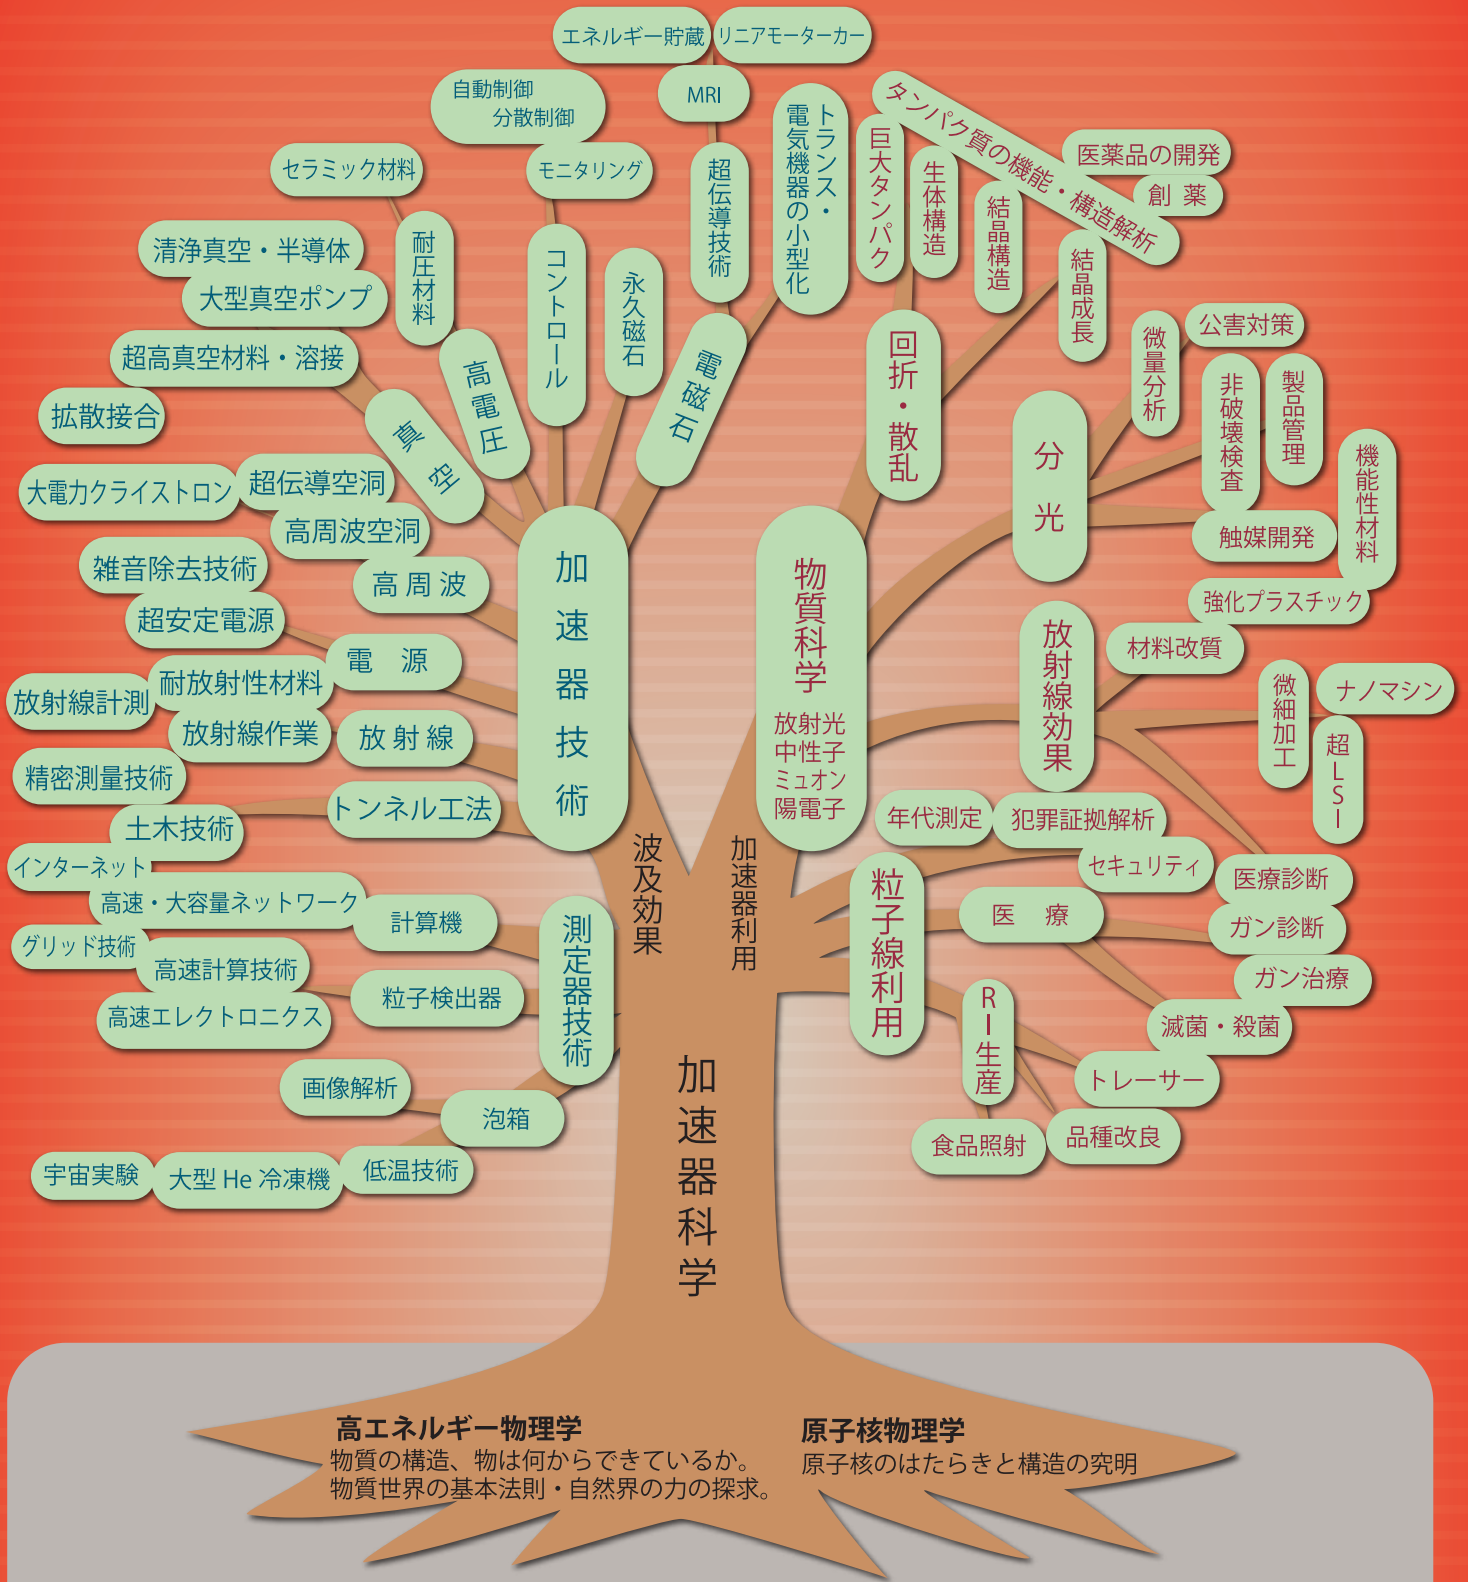 エネルギー貯蔵
リニアモーターカー
MRI
自動制御
分散制御
モニタリング
セラミック材料
超伝導技術
トランス・
電気機器の小型化
巨大タンパク
生体構造
タンパク質の機能・構造解析
医薬品の開発
創 薬
結晶構造
結晶成長
清浄真空・半導体
大型真空ポンプ
耐圧材料
コントロール
永久磁石
電磁石
超高真空材料・溶接
高電圧
真 空
拡散接合
回折・散乱
分光
微量分析
公害対策
非破壊検査
製品管理
機能性材料
触媒開発
大電力クライストロン
超伝導空洞
高周波空洞
高 周 波
雑音除去技術
超安定電源
電 源
加速器技術
物質科学
放射光
中性子
ミュオン
陽電子
強化プラスチック
材料改質
放射線効果
微細加工
ナノマシン
超LSI
放射線計測
耐放射性材料
放射線作業
放 射 線
精密測量技術
トンネル工法
土木技術
インターネット
高速・大容量ネットワーク
計算機
グリッド技術
高速計算技術
粒子検出器
高速エレクトロニクス
測定器技術
波及効果
加速器利用
粒子線利用
年代測定
犯罪証拠解析
セキュリティ
医 療
医療診断
ガン診断
ガン治療
滅菌・殺菌
RI生産
トレーサー
品種改良
食品照射
画像解析
泡箱
低温技術
大型 He 冷凍機
宇宙実験
加速器科学
高エネルギー物理学
物質の構造、物は何からできているか。
物質世界の基本法則・自然界の力の探求。
原子核物理学
原子核のはたらきと構造の究明